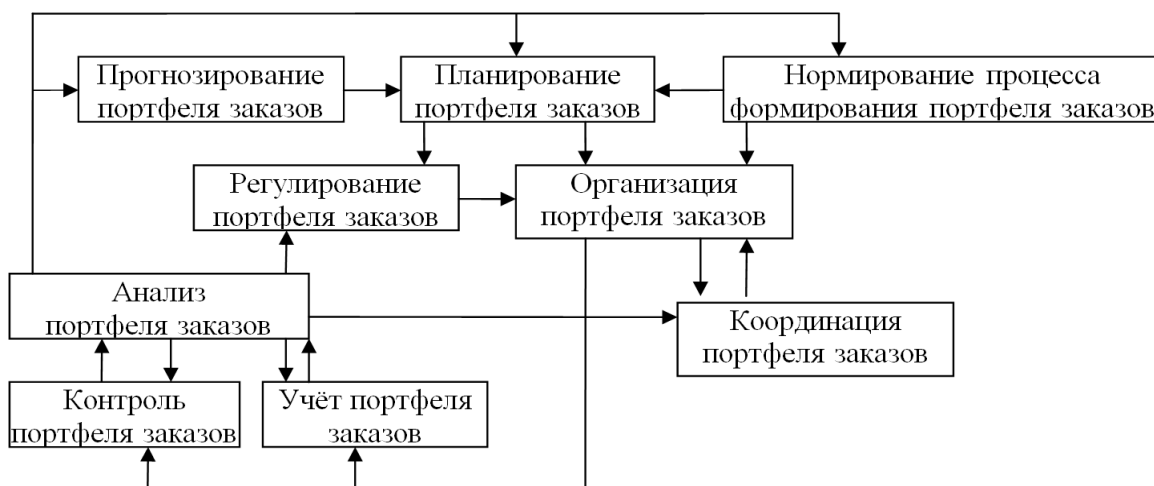 Прогнозирование
портфеля заказов
Планирование
портфеля заказов
Нормирование процесса
формирования портфеля заказов
Регулирование
портфеля заказов
Организация
портфеля заказов
Анализ
портфеля заказов
Координация
портфеля заказов
Контроль
портфеля заказов
Учёт портфеля
заказов